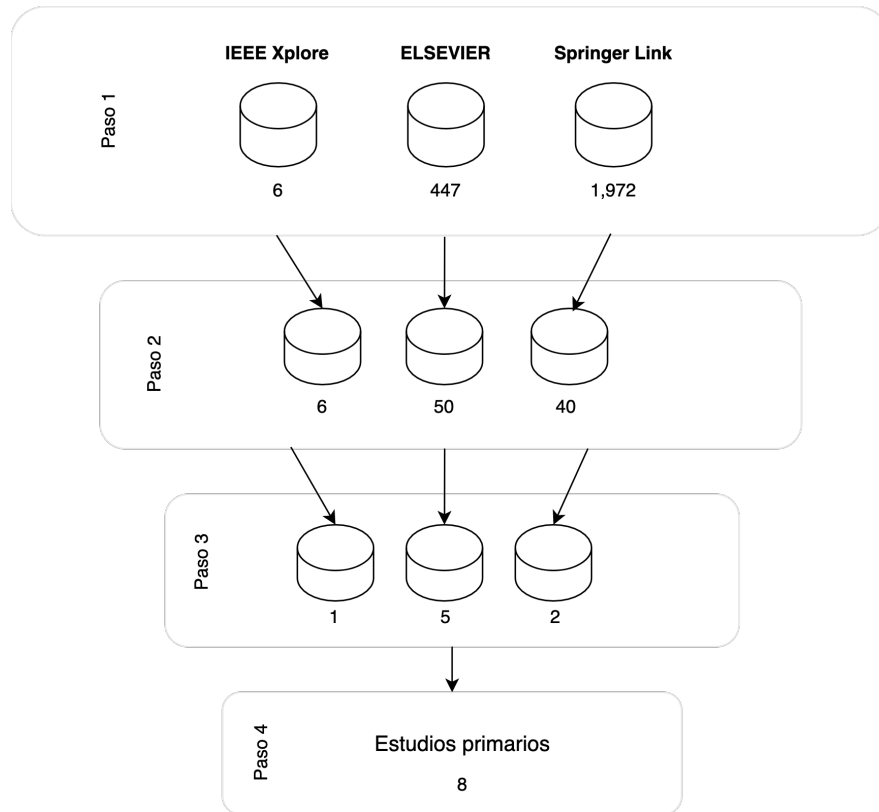 Paso 1
IEEE Xplore
ELSEVIER
Springer Link
6
447
1,972
Paso 2
6
50
40
Paso 3
1
5
2
Paso 4
Estudios primarios
8